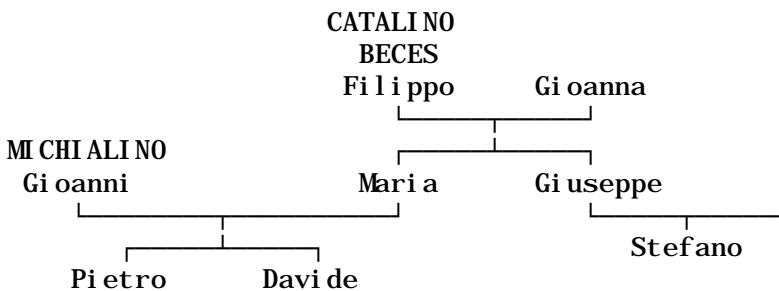 CATALINO
BECES
Filippo Gioanna
MICHIALINO
Gioanni Maria Giuseppe
Stefano
Pietro Davide